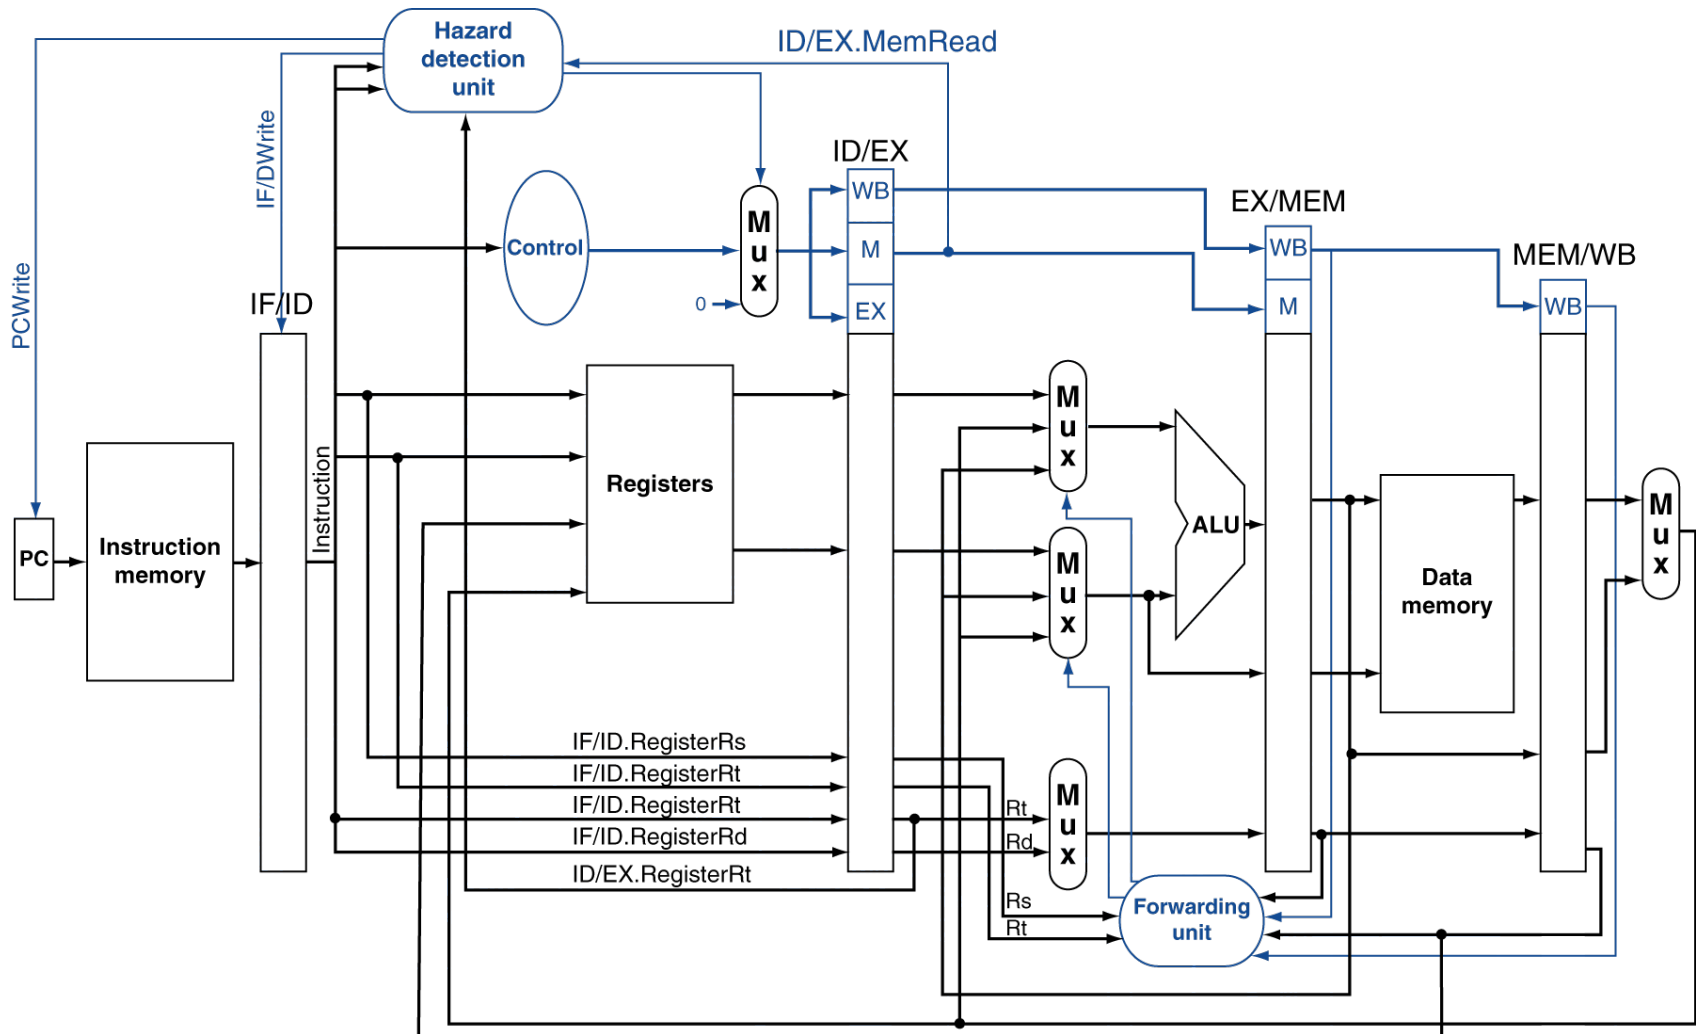 Hazard
detection
unit
ID/EX.MemRead
IF/DWrite
PCWrite
ID/EX
WB
M
EX
EX/MEM
WB
M
MEM/WB
WB
Control
M
u
x
0
IF/ID
Instruction
PC
Instruction
memory
Registers
M
u
x
M
u
x
ALU
Data
memory
M
u
x
IF/ID.RegisterRs
IF/ID.RegisterRt
IF/ID.RegisterRt
IF/ID.RegisterRd
ID/EX.RegisterRt
Rt
Rd
M
u
x
Rs
Rt
Forwarding
unit